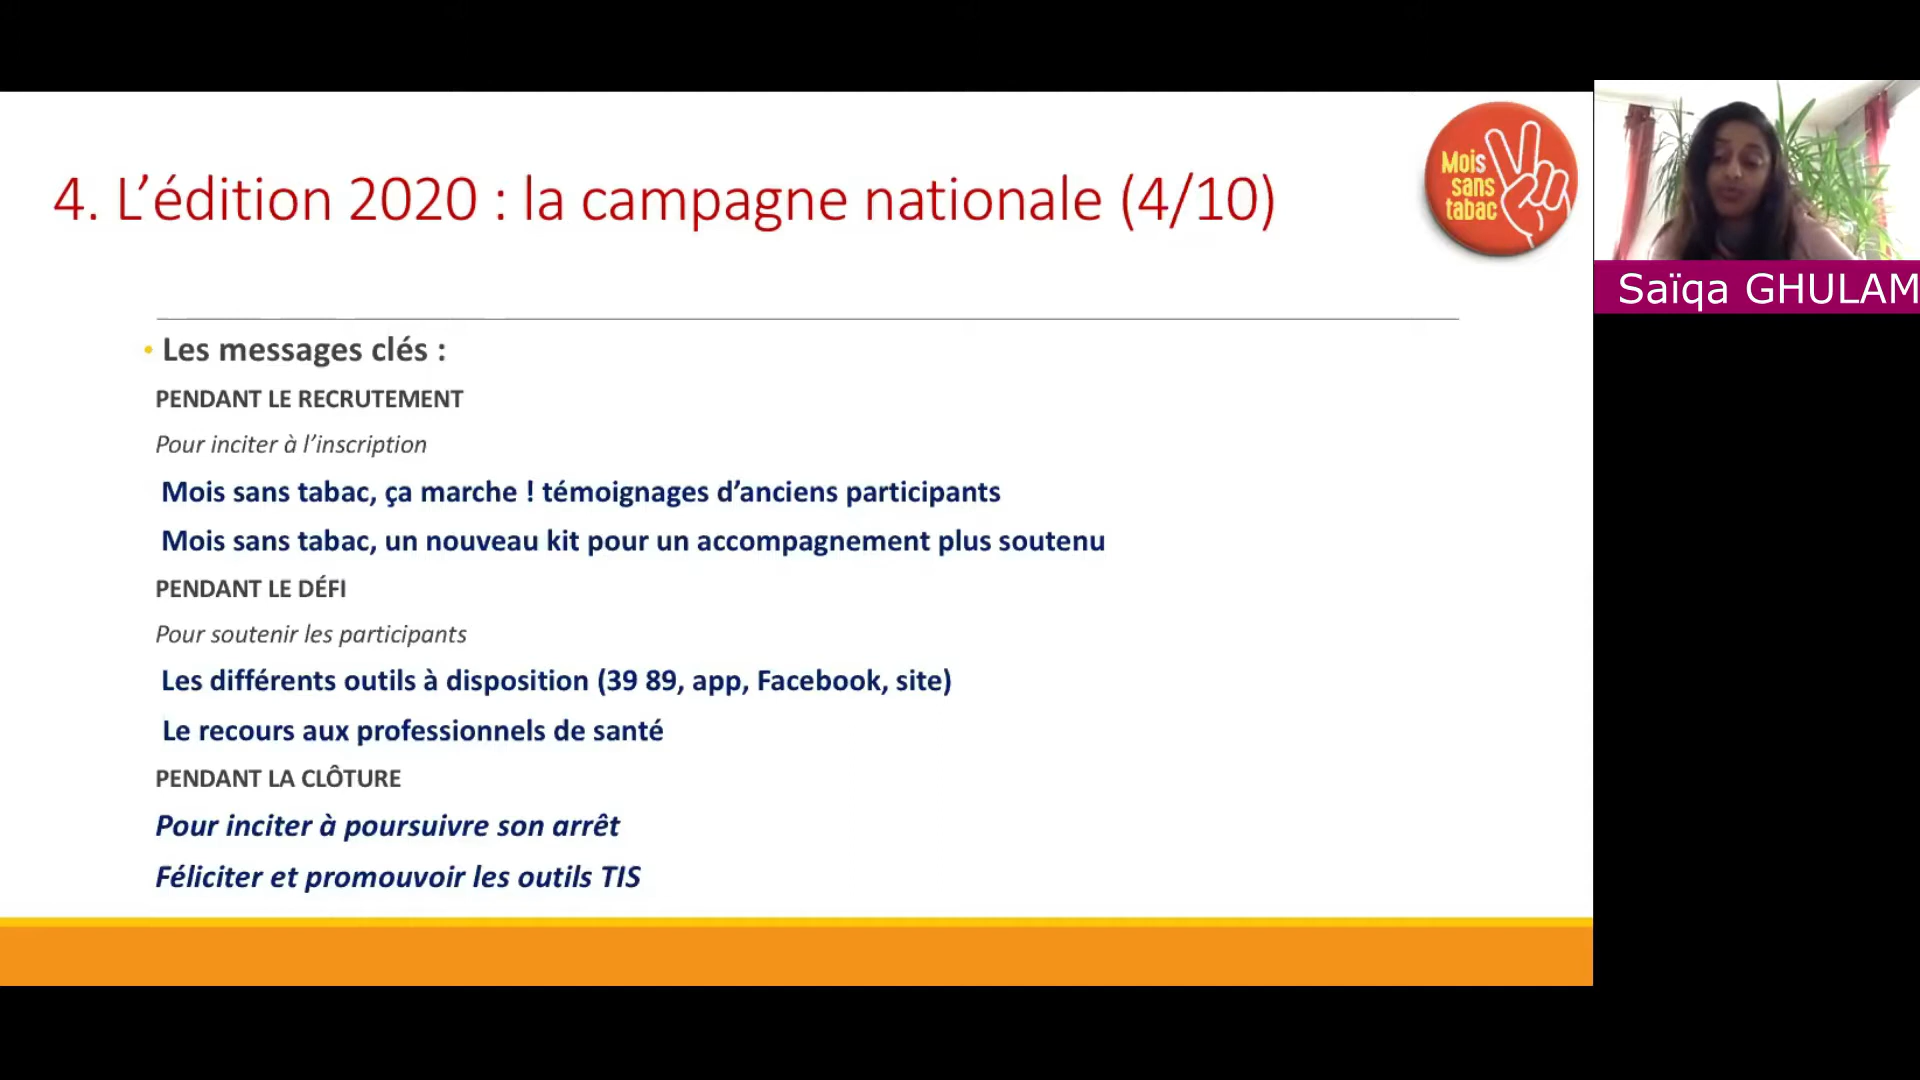 4. L’édition 2020 : la campagne nationale (4/10)
Mois
sans
tabac
Saïqa GHULAM
• Les messages clés :
PENDANT LE RECRUTEMENT
Pour inciter à l’inscription
Mois sans tabac, ça marche ! témoignages d’anciens participants
Mois sans tabac, un nouveau kit pour un accompagnement plus soutenu
PENDANT LE DÉFI
Pour soutenir les participants
Les différents outils à disposition (39 89, app, Facebook, site)
Le recours aux professionnels de santé
PENDANT LA CLÔTURE
Pour inciter à poursuivre son arrêt
Féliciter et promouvoir les outils TIS